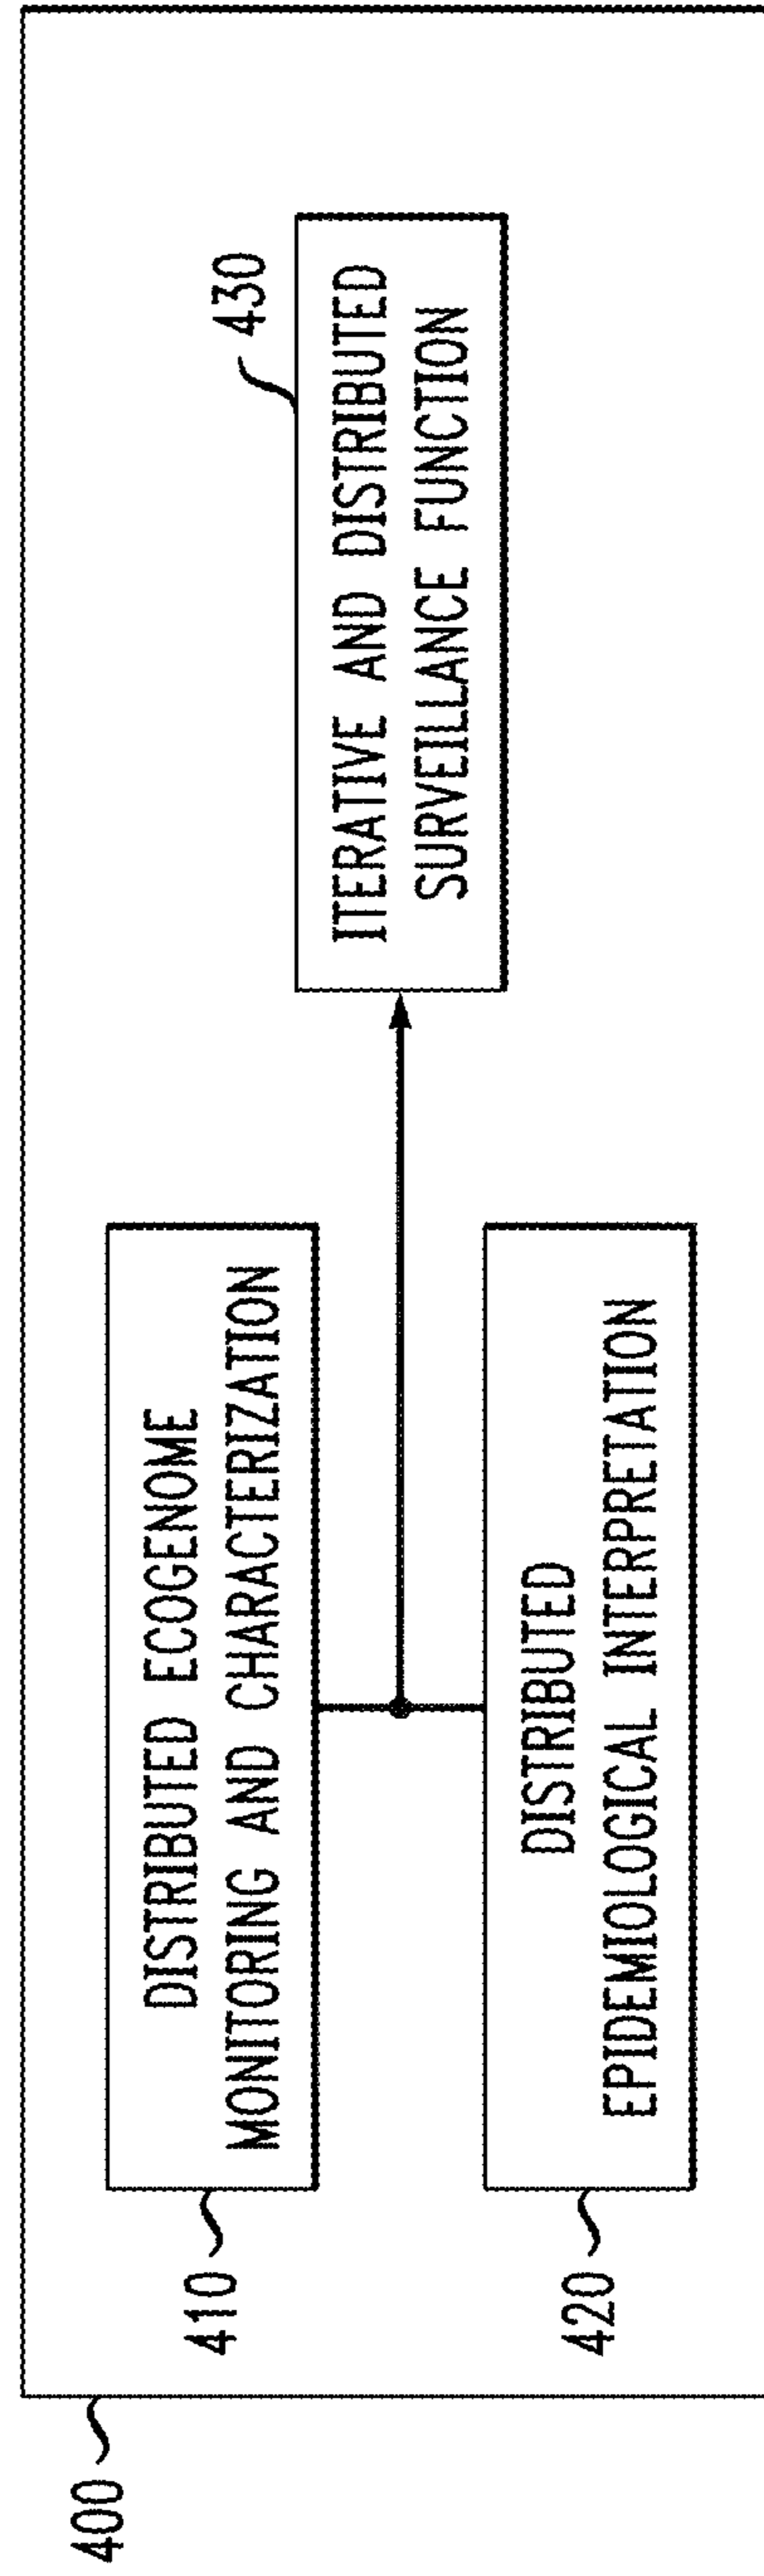 400
410
DISTRIBUTED ECOGENOME
MONITORING AND CHARACTERIZATION
420
DISTRIBUTED
EPIDEMIOLOGICAL INTERPRETATION
430
ITERATIVE AND DISTRIBUTED
SURVEILLANCE FUNCTION